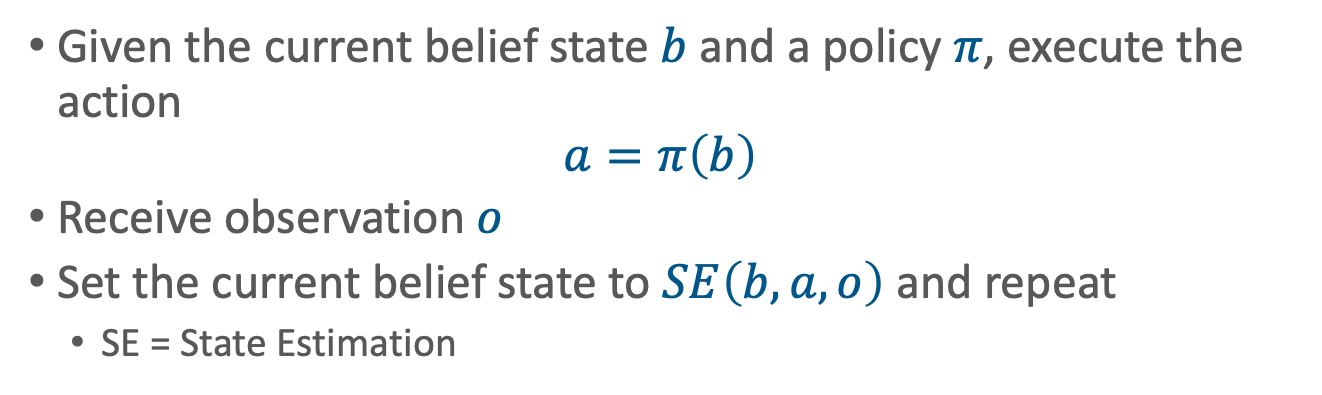 • Given the current belief state b and a policy π, execute the
action
a = π(b)
• Receive observation o
• Set the current belief state to SE(b, a, o) and repeat
• SE = State Estimation